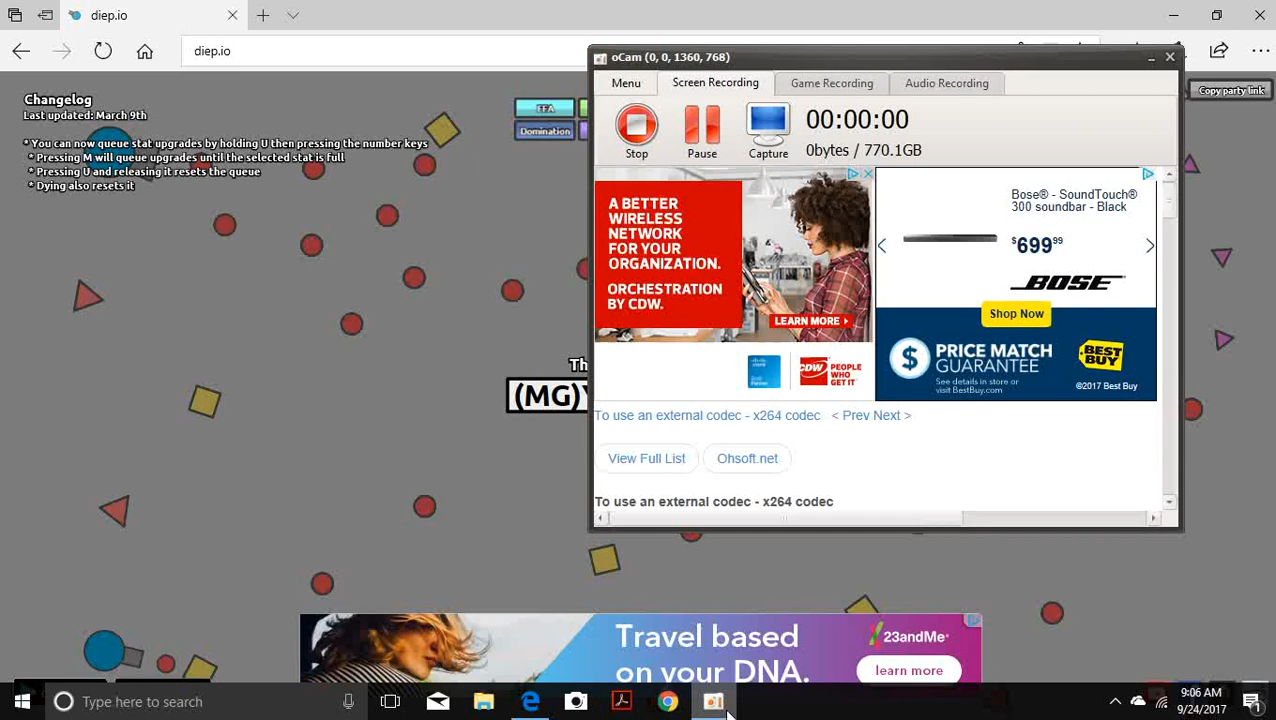 diep.io
diep.io
oCam (0, 0, 1360, 768)
Menu
Screen Recording
Game Recording
Audio Recording
Stop
Pause
Capture
00:00:00
0bytes / 770.1GB
Changelog
Last updated: March 9th
* You can now queue stat upgrades by holding U then pressing the number keys
* Pressing M will queue upgrades until the selected stat is full
* Pressing U and releasing it resets the queue
* Dying also resets it
FFA
Domination
Copy party link
A BETTER
WIRELESS
NETWORK
FOR YOUR
ORGANIZATION.
ORCHESTRATION
BY CDW.
LEARN MORE
CDW
PEOPLE
WHO
GET IT
Bose® - SoundTouch®
300 soundbar - Black
$699.99
BOSE
Shop Now
PRICE MATCH
GUARANTEE
See details in store or
visit BestBuy.com
BEST
BUY
©2017 Best Buy
Th
(MG)
To use an external codec - x264 codec < Prev Next >
View Full List
Ohsoft.net
To use an external codec - x264 codec
Travel based
on your DNA.
23andMe
learn more
Type here to search
9:06 AM
9/24/2017